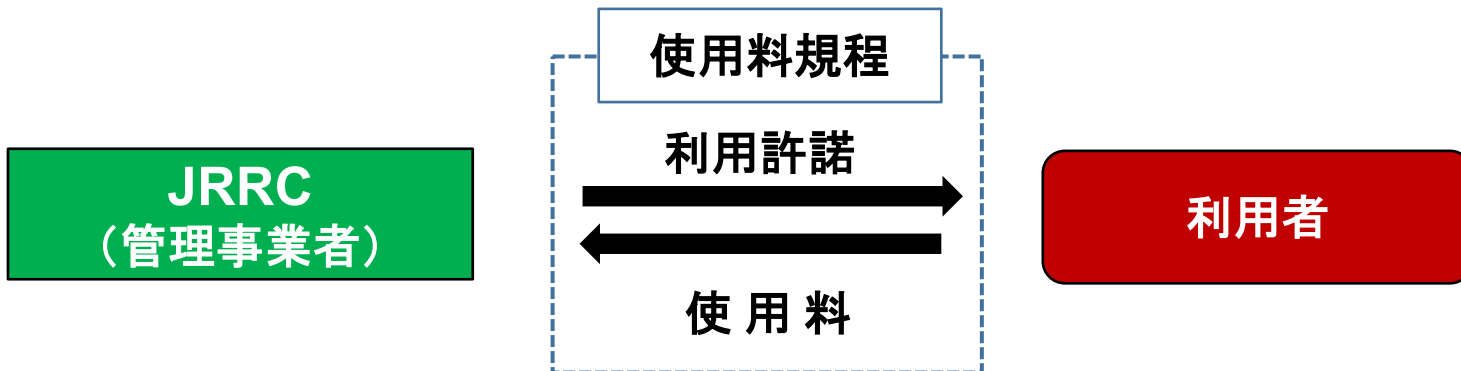 使用料規程
利用許諾
JRRC
（管理事業者）
利用者
使 用 料